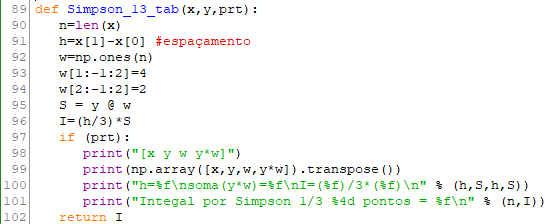 89 def Simpson_13_tab(x,y,prt):
90     n=len(x)
91     h=x[1]-x[0] #espaçamento
92     w=np.ones(n)
93     w[1:-1:2]=4
94     w[2:-1:2]=2
95     S = y @ w
96     I=(h/3)*S
97     if (prt):
98         print("[x y w y*w]")
99         print(np.array([x,y,w,y*w]).transpose())
100         print("h=%f\nsoma(y*w)=%f\nI=(%f)/3*(%f)\n" % (h,S,h,S))
101         print("Integal por Simpson 1/3 %4d pontos = %f\n" % (n,I))
102     return I